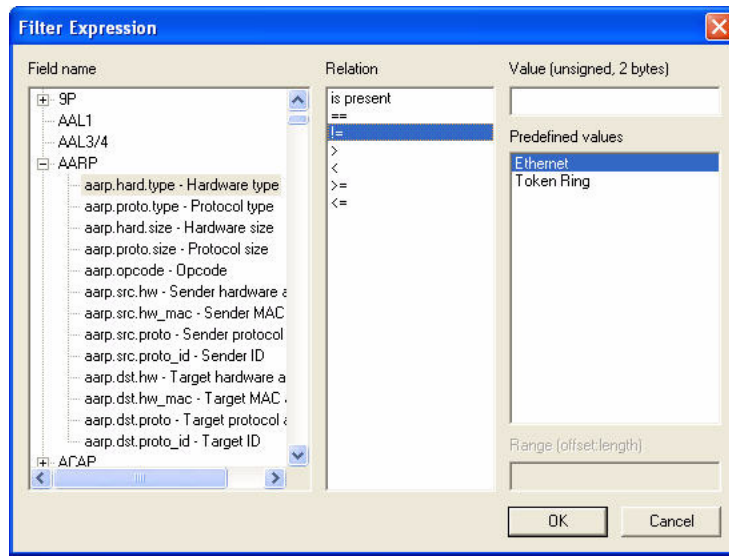 Filter Expression
Field name
9P
AAL1
AAL3/4
AARP
aarp.hard.type - Hardware type
aarp.proto.type - Protocol type
aarp.hard.size - Hardware size
aarp.proto.size - Protocol size
aarp.opcode - Opcode
aarp.src.hw - Sender hardware a
aarp.src.hw_mac - Sender MAC
aarp.src.proto - Sender protocol
aarp.src.proto_id - Sender ID
aarp.dst.hw - Target hardware a
aarp.dst.hw_mac - Target MAC
aarp.dst.proto - Target protocol a
aarp.dst.proto_id - Target ID
ACAP
Relation
is present
==
!=
>
<
>=
<=
Value (unsigned, 2 bytes)
Predefined values
Ethernet
Token Ring
Range (offset:length)
OK
Cancel